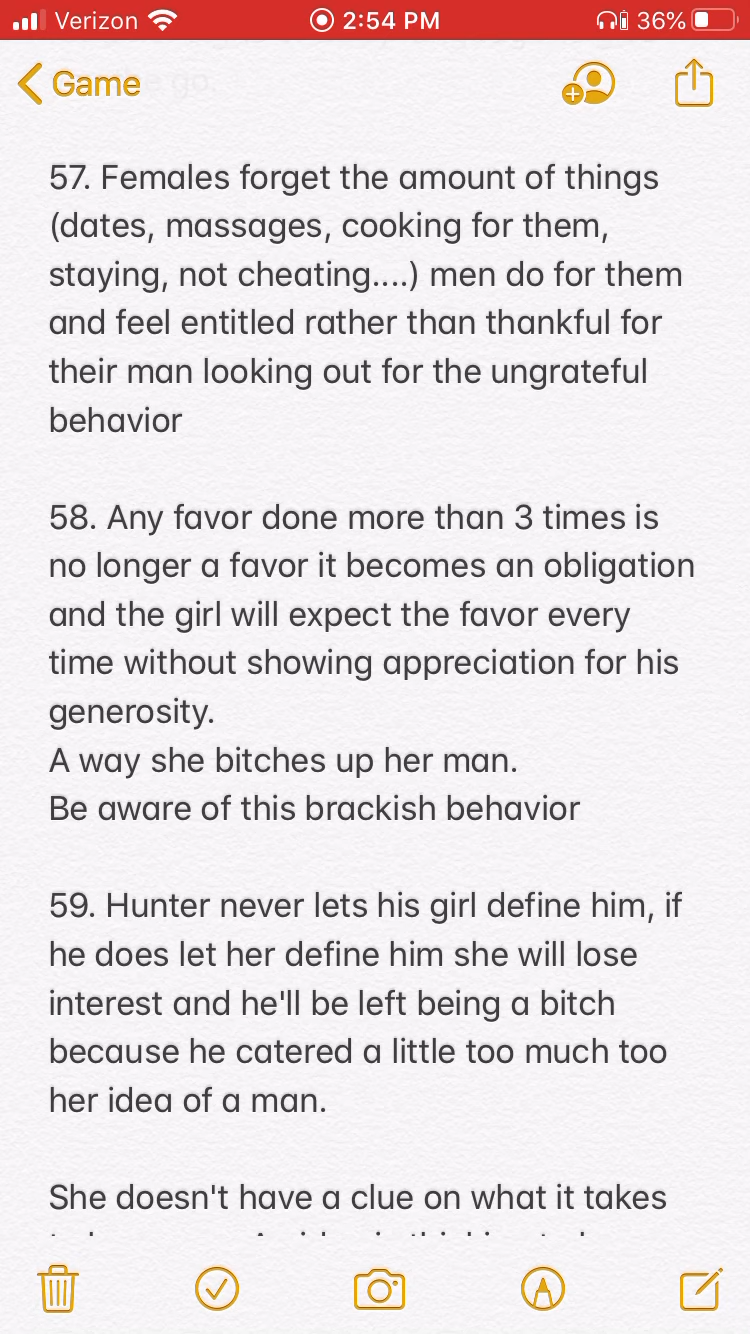 Verizon 2:54 PM 36%
Game
57. Females forget the amount of things
(dates, massages, cooking for them,
staying, not cheating....) men do for them
and feel entitled rather than thankful for
their man looking out for the ungrateful
behavior
58. Any favor done more than 3 times is
no longer a favor it becomes an obligation
and the girl will expect the favor every
time without showing appreciation for his
generosity.
A way she bitches up her man.
Be aware of this brackish behavior
59. Hunter never lets his girl define him, if
he does let her define him she will lose
interest and he'll be left being a bitch
because he catered a little too much too
her idea of a man.
She doesn't have a clue on what it takes